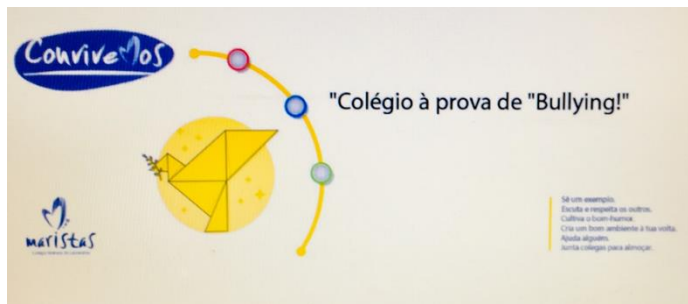 ConviveMos
"Colégio à prova de "Bullying!"
maristas
Sê um exemplo.
Escuta e respeita os outros.
Cultiva o bom-humor.
Cria um bom ambiente à tua volta.
Ajuda alguém.
Junta colegas para almoçar.